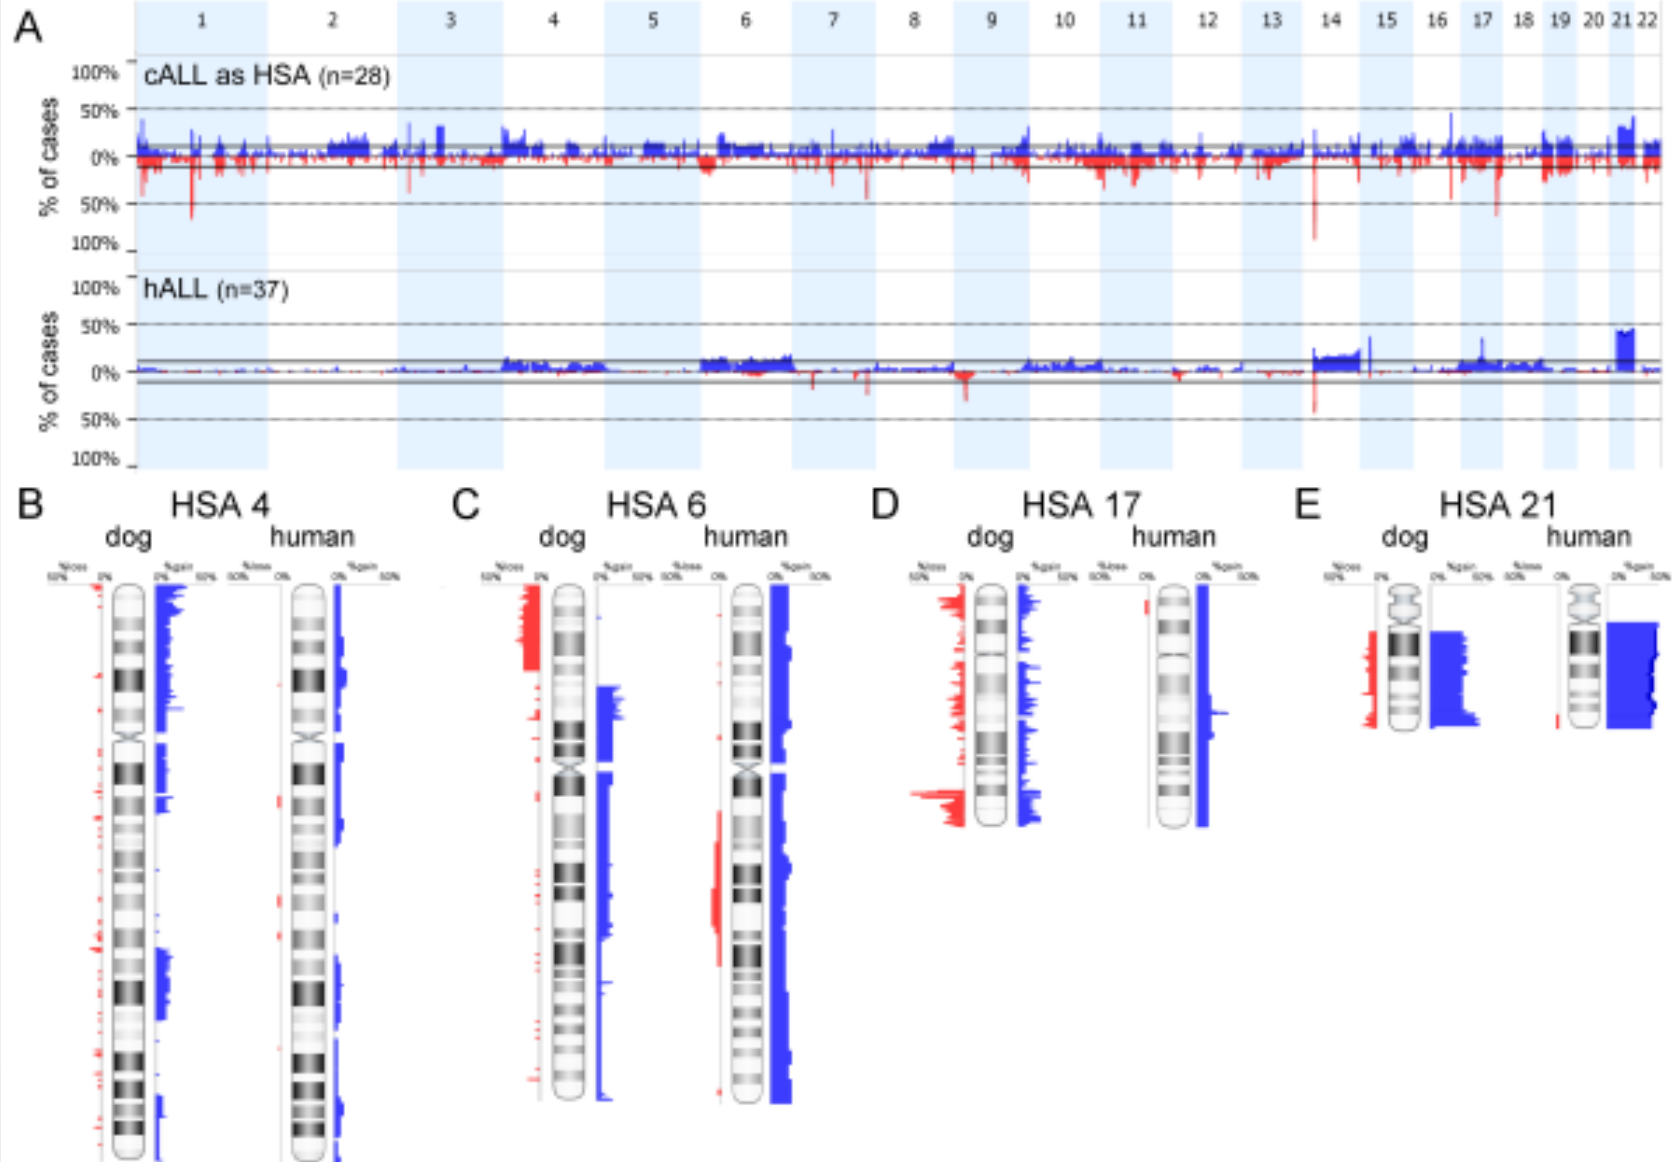 A
1 2 3 4 5 6 7 8 9 10 11 12 13 14 15 16 17 18 19 20 21 22
cALL as HSA (n=28)
% of cases
100%
50%
0%
50%
100%
hALL (n=37)
% of cases
100%
50%
0%
50%
100%
B HSA 4
dog human
C HSA 6
dog human
D HSA 17
dog human
E HSA 21
dog human